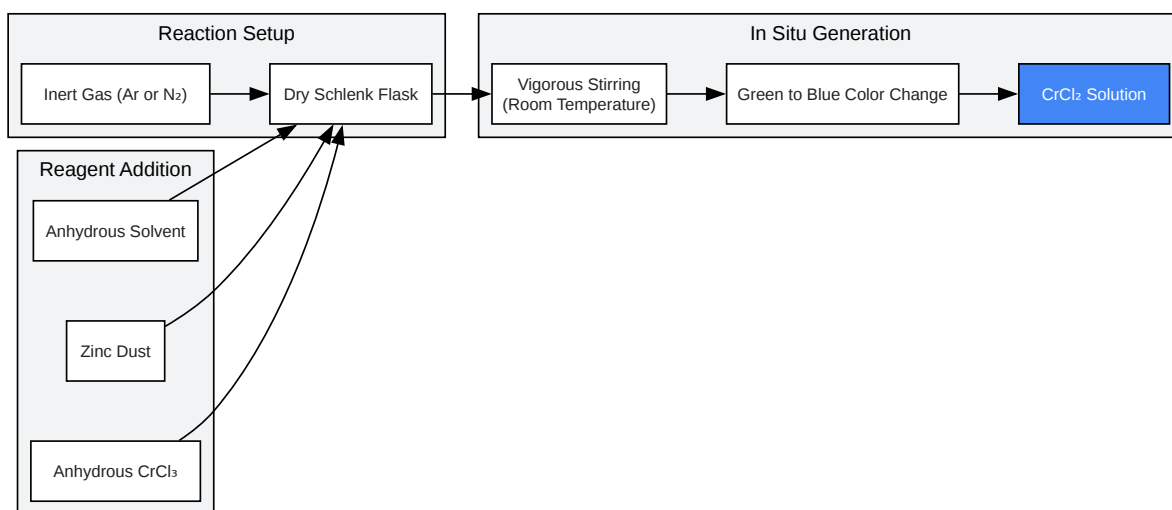 Reaction Setup
Inert Gas (Ar or N₂)
Dry Schlenk Flask
In Situ Generation
Vigorous Stirring
(Room Temperature)
Green to Blue Color Change
CrCl₂ Solution
Reagent Addition
Anhydrous Solvent
Zinc Dust
Anhydrous CrCl₃